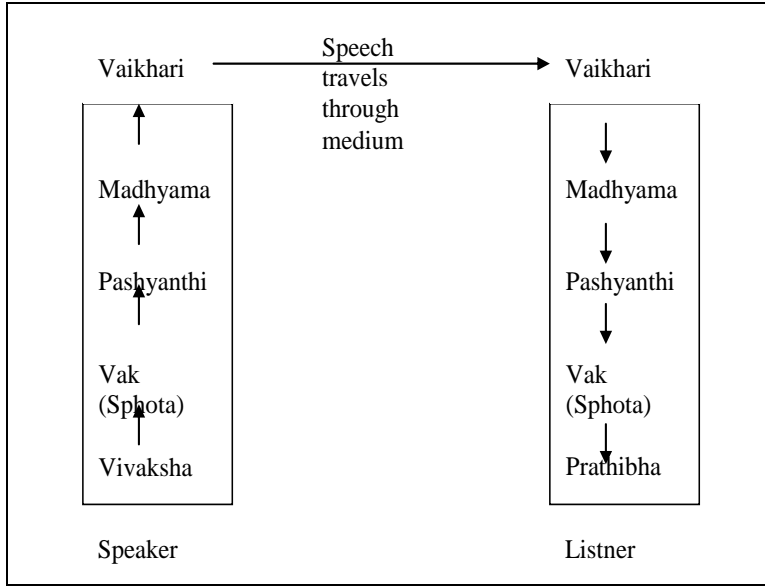 Vaikhari
Speech
travels
through
medium
Vaikhari
Madhyama
Pashyanthi
Vak
(Sphota)
Vivaksha
Speaker
Madhyama
Pashyanthi
Vak
(Sphota)
Prathibha
Listner